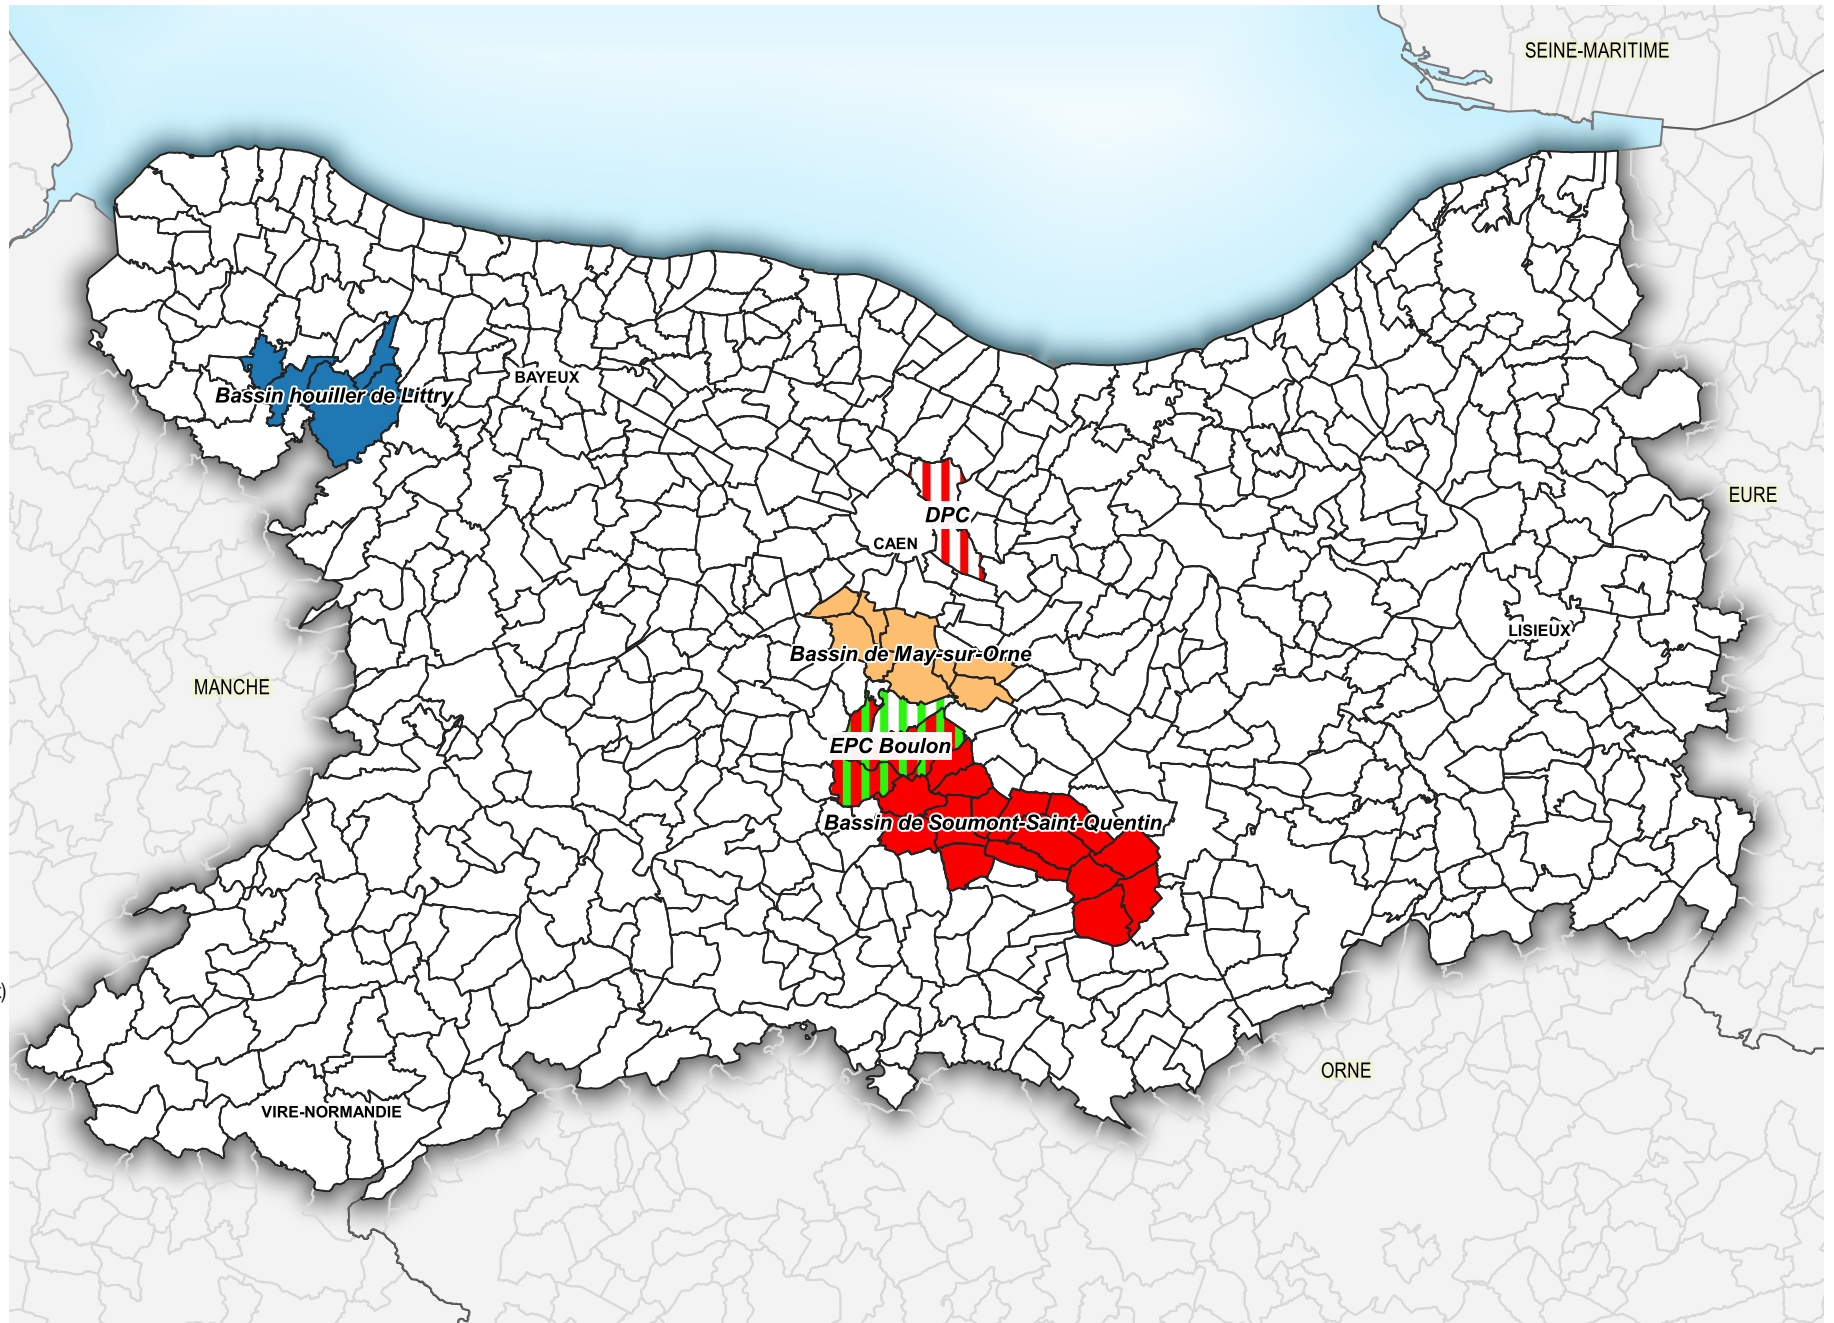 SEINE-MARITIME
BAYEUX
Bassin houiller de Littry
EURE
DPC
CAEN
LISIEUX
Bassin de May-sur-Orne
MANCHE
EPC Boulon
Bassin de Soumont-Saint-Quentin
ORNE
VIRE-NORMANDIE